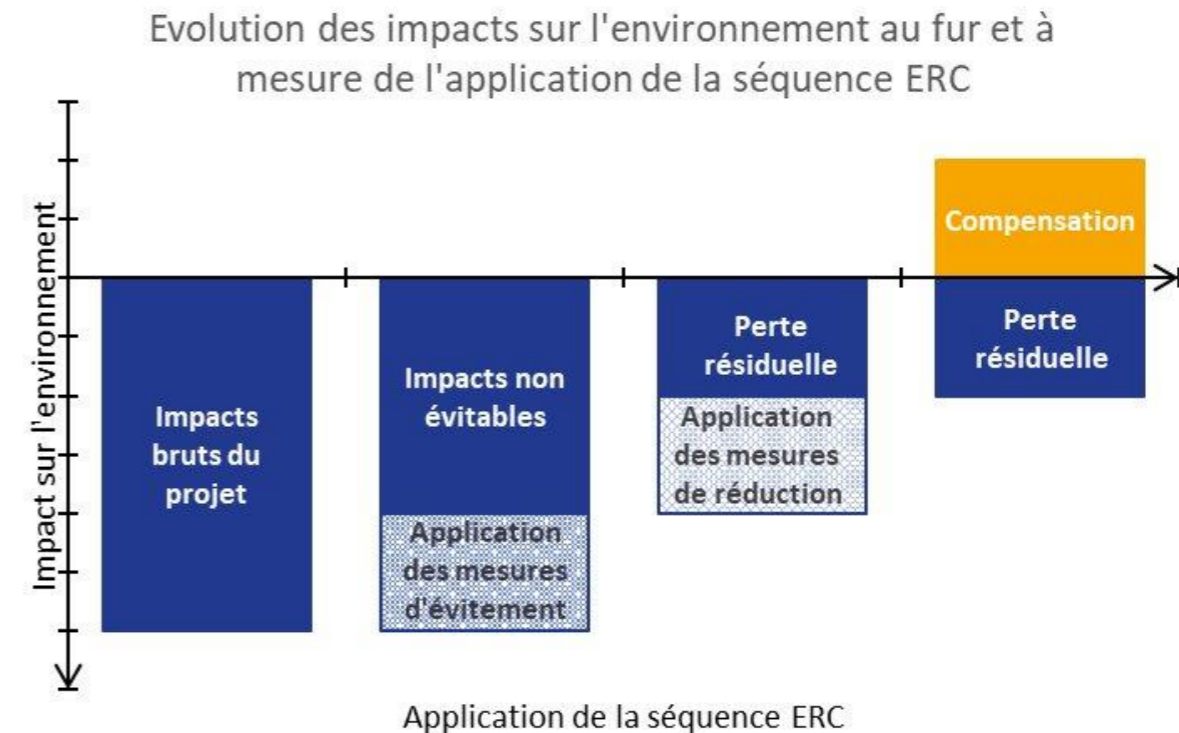 Evolution des impacts sur l'environnement au fur et à
mesure de l'application de la séquence ERC
Impact sur l'environnement
Impacts
bruts du
projet
Impacts non
évitables
Application
des mesures
d'évitement
Perte
résiduelle
Application
des mesures
de réduction
Compensation
Perte
résiduelle
Application de la séquence ERC